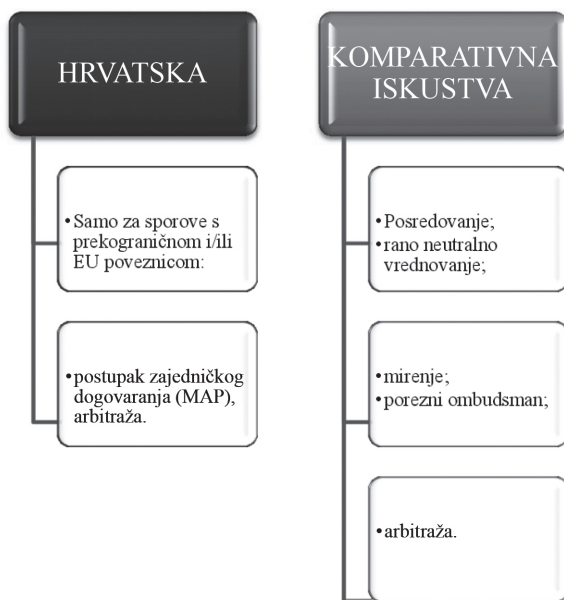 HRVATSKA
•Samo za sporove s
prekograničnom i/ili
EU poveznicom:
•postupak zajedničkog
dogovaranja (MAP),
arbitraža.
KOMPARATIVNA
ISKUSTVA
•Posredovanje;
•rano neutralno
vrednovanje;
•mirenje;
•porezni ombudsman;
•arbitraža.